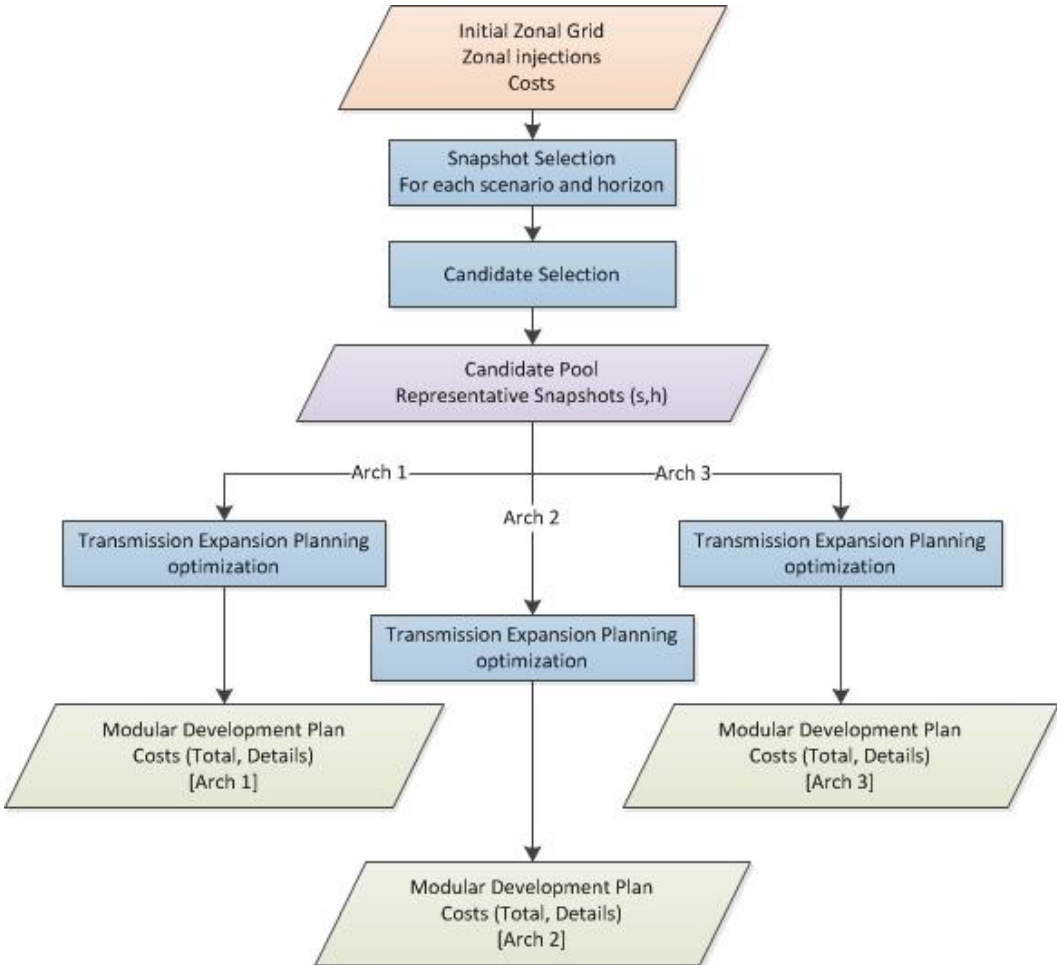 Initial Zonal Grid
Zonal injections
Costs
Snapshot Selection
For each scenario and horizon
Candidate Selection
Candidate Pool
Representative Snapshots (s,h)
Arch 1
Arch 3
Arch 2
Transmission Expansion Planning
optimization
Transmission Expansion Planning
optimization
Transmission Expansion Planning
optimization
Modular Development Plan
Costs (Total, Details)
[Arch 1]
Modular Development Plan
Costs (Total, Details)
[Arch 3]
Modular Development Plan
Costs (Total, Details)
[Arch 2]